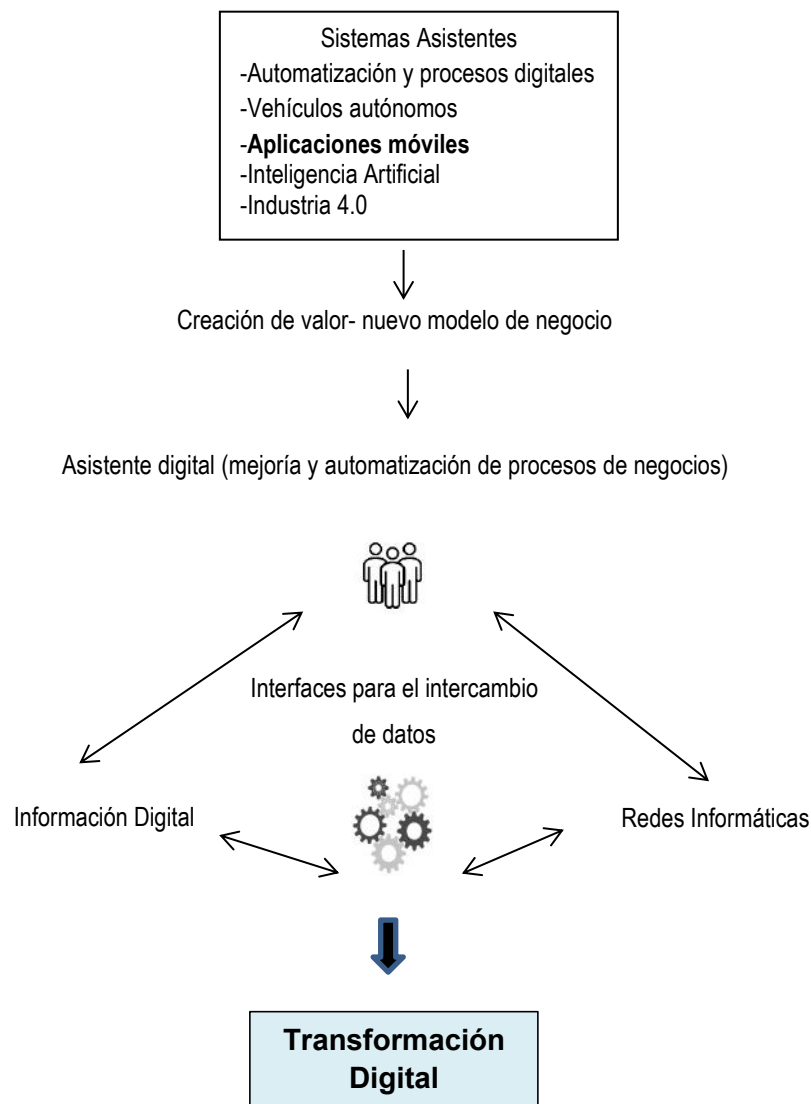 Sistemas Asistentes
-Automatización y procesos digitales
-Vehículos autónomos
-Aplicaciones móviles
-Inteligencia Artificial
-Industria 4.0
Creación de valor- nuevo modelo de negocio
Asistente digital (mejoría y automatización de procesos de negocios)
Interfaces para el intercambio
de datos
Información Digital
Redes Informáticas
Transformación
Digital